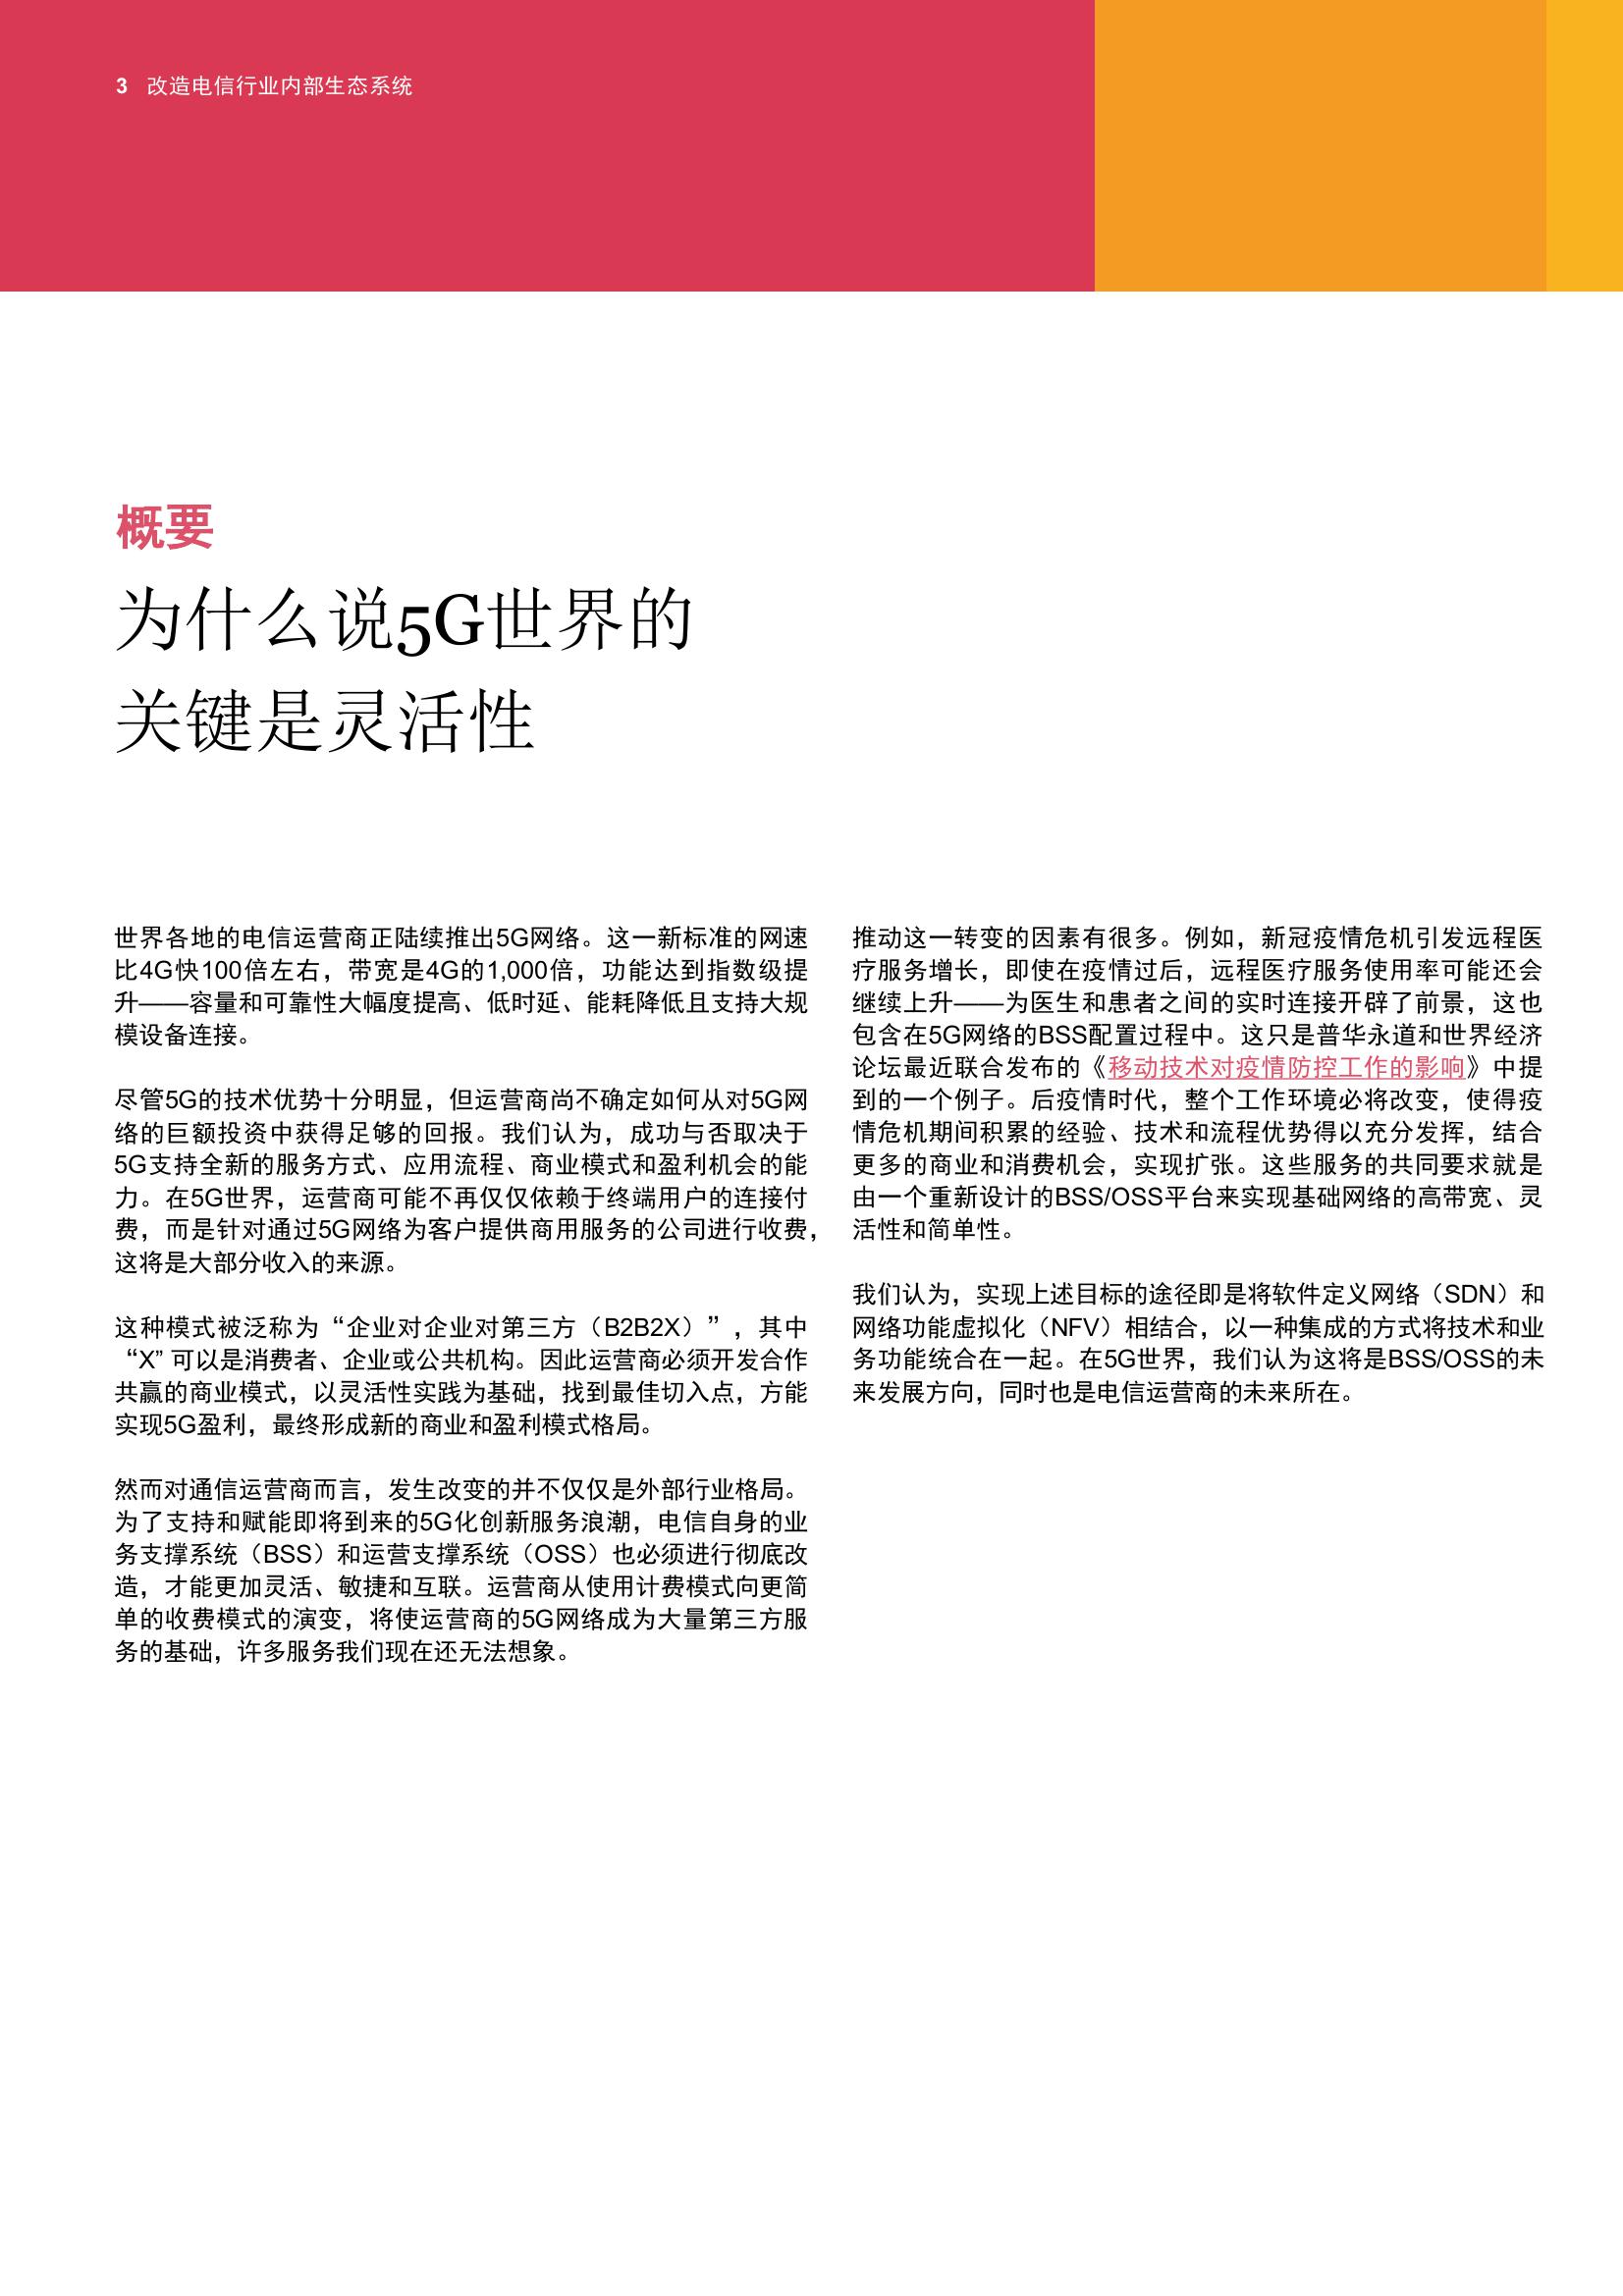 3 改造电信行业内部生态系统
概要
为什么说5G世界的
关键是灵活性
世界各地的电信运营商正陆续推出5G网络。这一新标准的网速
比4G快100倍左右，带宽是4G的1,000倍，功能达到指数级提
升——容量和可靠性大幅度提高、低时延、能耗降低且支持大规
模设备连接。
尽管5G的技术优势十分明显，但运营商尚不确定如何从对5G网
络的巨额投资中获得足够的回报。我们认为，成功与否取决于
5G支持全新的服务方式、应用流程、商业模式和盈利机会的能
力。在5G世界，运营商可能不再仅仅依赖于终端用户的连接付
费，而是针对通过5G网络为客户提供商用服务的公司进行收费，
这将是大部分收入的来源。
这种模式被泛称为“企业对企业对第三方（B2B2X）”，其中
“X” 可以是消费者、企业或公共机构。因此运营商必须开发合作
共赢的商业模式，以灵活性实践为基础，找到最佳切入点，方能
实现5G盈利，最终形成新的商业和盈利模式格局。
然而对通信运营商而言，发生改变的并不仅仅是外部行业格局。
为了支持和赋能即将到来的5G化创新服务浪潮，电信自身的业
务支撑系统（BSS）和运营支撑系统（OSS）也必须进行彻底改
造，才能更加灵活、敏捷和互联。运营商从使用计费模式向更简
单的收费模式的演变，将使运营商的5G网络成为大量第三方服
务的基础，许多服务我们现在还无法想象。
推动这一转变的因素有很多。例如，新冠疫情危机引发远程医
疗服务增长，即使在疫情过后，远程医疗服务使用率可能还会
继续上升——为医生和患者之间的实时连接开辟了前景，这也
包含在5G网络的BSS配置过程中。这只是普华永道和世界经济
论坛最近联合发布的《移动技术对疫情防控工作的影响》中提
到的一个例子。后疫情时代，整个工作环境必将改变，使得疫
情危机期间积累的经验、技术和流程优势得以充分发挥，结合
更多的商业和消费机会，实现扩张。这些服务的共同要求就是
由一个重新设计的BSS/OSS平台来实现基础网络的高带宽、灵
活性和简单性。
我们认为，实现上述目标的途径即是将软件定义网络（SDN）和
网络功能虚拟化（NFV）相结合，以一种集成的方式将技术和业
务功能统合在一起。在5G世界，我们认为这将是BSS/OSS的未
来发展方向，同时也是电信运营商的未来所在。